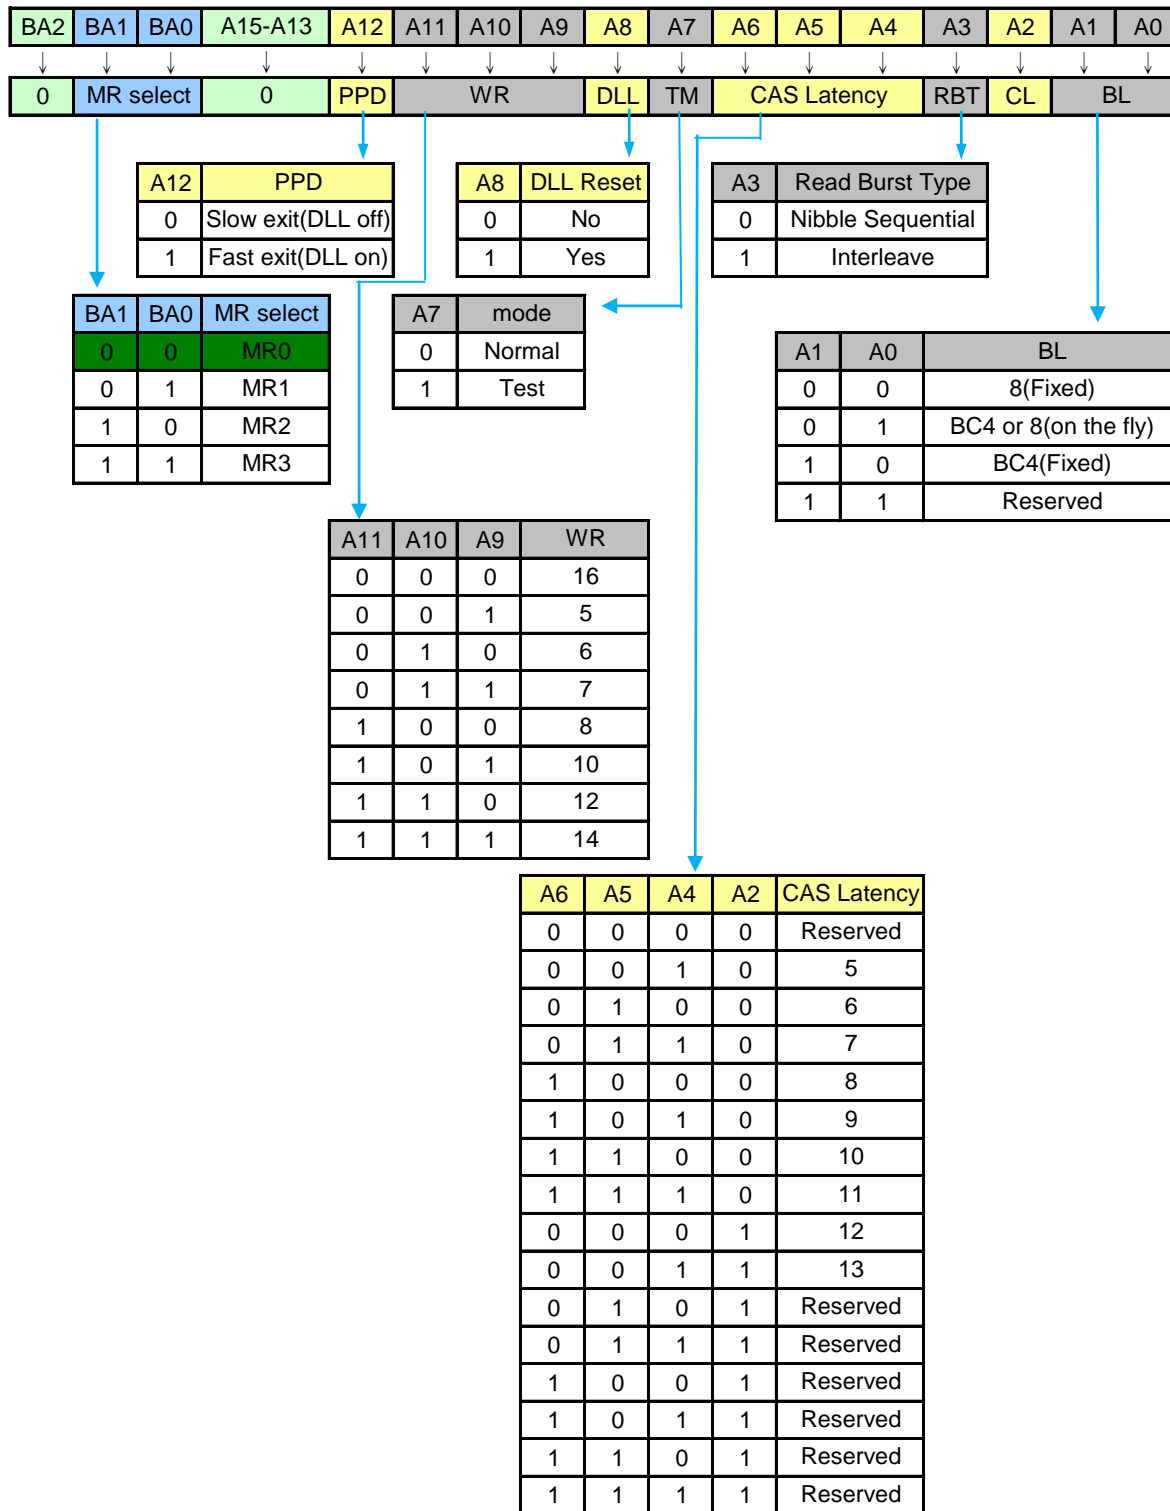 BA2 BA1 BA0 A15-A13 A12 A11 A10 A9 A8 A7 A6 A5 A4 A3 A2 A1 A0
0 MR select 0 PPD WR DLL TM CAS Latency RBT CL BL
A12 PPD
0 Slow exit(DLL off)
1 Fast exit(DLL on)
A8 DLL Reset
0 No
1 Yes
A3 Read Burst Type
0 Nibble Sequential
1 Interleave
BA1 BA0 MR select
0 0 MR0
0 1 MR1
1 0 MR2
1 1 MR3
A7 mode
0 Normal
1 Test
A1 A0 BL
0 0 8(Fixed)
0 1 BC4 or 8(on the fly)
1 0 BC4(Fixed)
1 1 Reserved
A11 A10 A9 WR
0 0 0 16
0 0 1 5
0 1 0 6
0 1 1 7
1 0 0 8
1 0 1 10
1 1 0 12
1 1 1 14
A6 A5 A4 A2 CAS Latency
0 0 0 0 Reserved
0 0 1 0 5
0 1 0 0 6
0 1 1 0 7
1 0 0 0 8
1 0 1 0 9
1 1 0 0 10
1 1 1 0 11
0 0 0 1 12
0 0 1 1 13
0 1 0 1 Reserved
0 1 1 1 Reserved
1 0 0 1 Reserved
1 0 1 1 Reserved
1 1 0 1 Reserved
1 1 1 1 Reserved